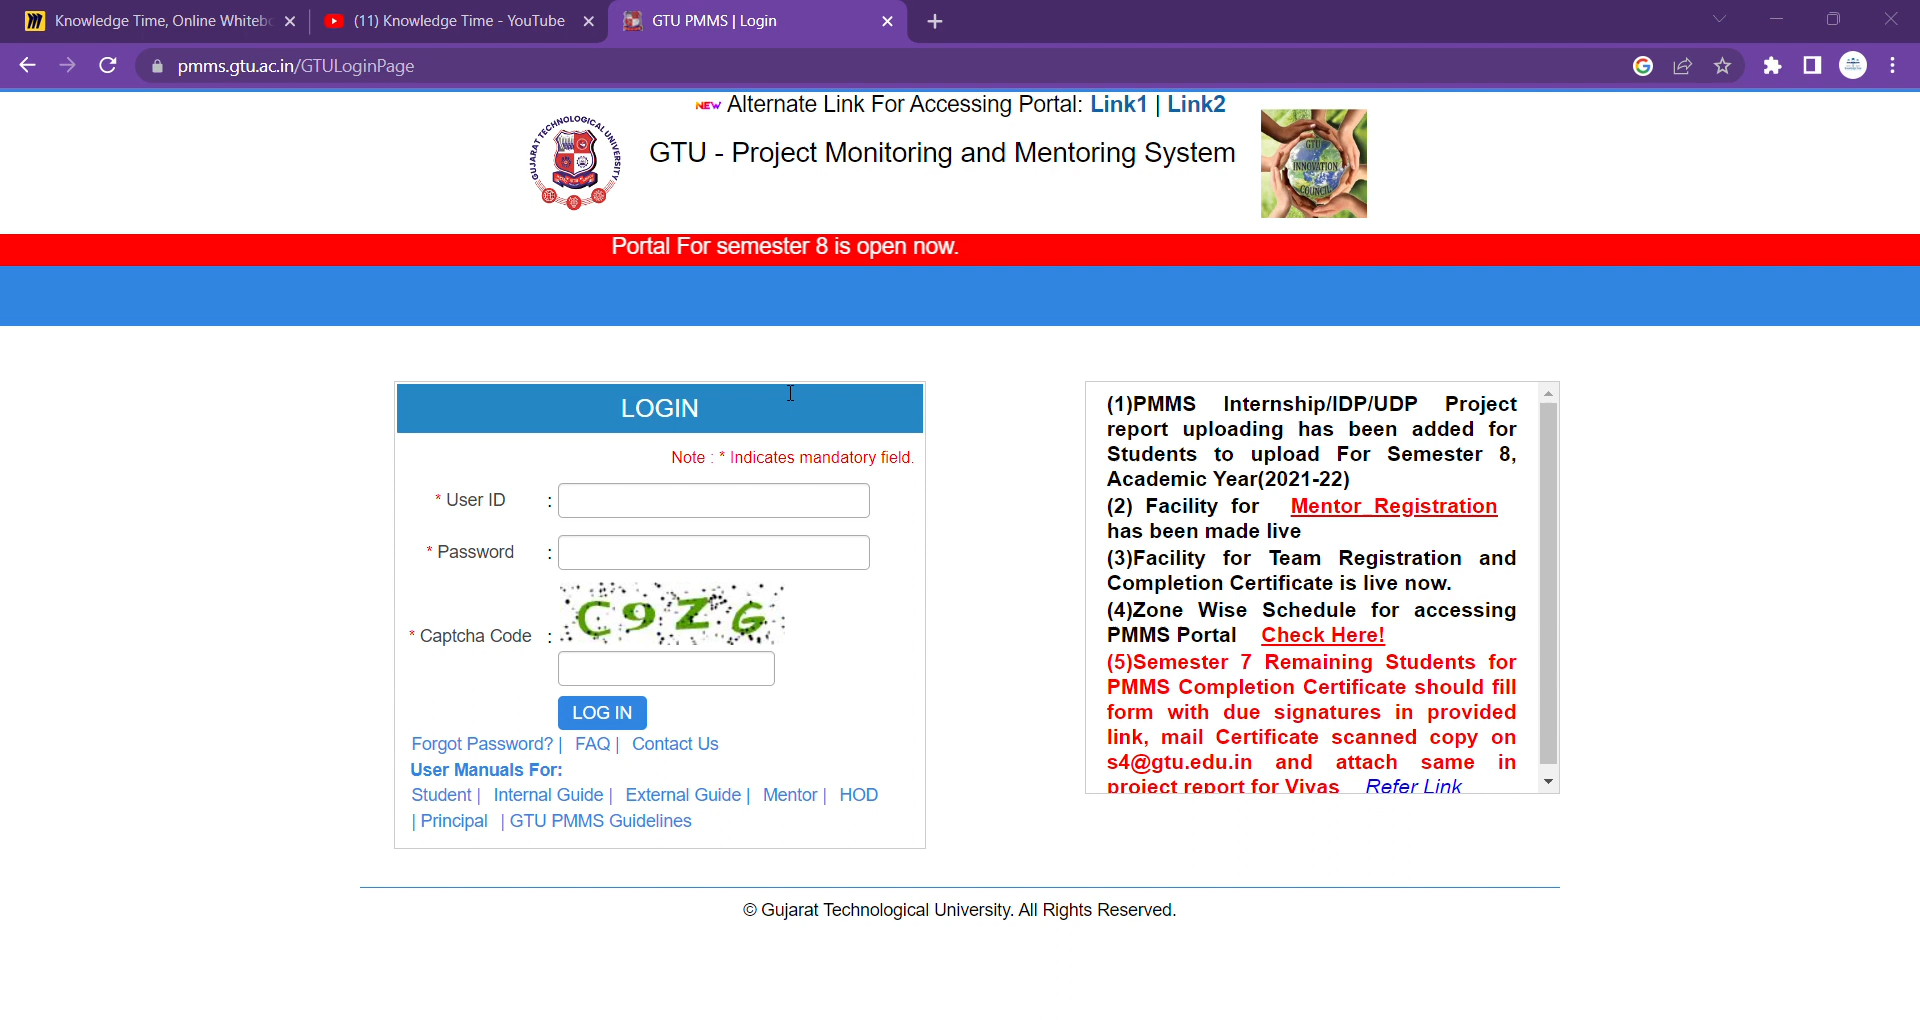 Knowledge Time, Online Whitebo
(11) Knowledge Time - YouTube
GTU PMMS | Login
pmms.gtu.ac.in/GTULoginPage
NEW Alternate Link For Accessing Portal: Link1 | Link2
GUJARAT TECHNOLOGICAL UNIVERSITY
GTU - Project Monitoring and Mentoring System
GTU
INNOVATION
COUNCIL
Portal For semester 8 is open now.
LOGIN
Note : * Indicates mandatory field.
* User ID :
* Password :
C9ZG
* Captcha Code :
LOG IN
Forgot Password? | FAQ | Contact Us
User Manuals For:
Student | Internal Guide | External Guide | Mentor | HOD
| Principal | GTU PMMS Guidelines
(1)PMMS Internship/IDP/UDP Project
report uploading has been added for
Students to upload For Semester 8,
Academic Year(2021-22)
(2) Facility for Mentor_Registration
has been made live
(3)Facility for Team Registration and
Completion Certificate is live now.
(4)Zone Wise Schedule for accessing
PMMS Portal Check Here!
(5)Semester 7 Remaining Students for
PMMS Completion Certificate should fill
form with due signatures in provided
link, mail Certificate scanned copy on
s4@gtu.edu.in and attach same in
project report for Vivas Refer Link
© Gujarat Technological University. All Rights Reserved.